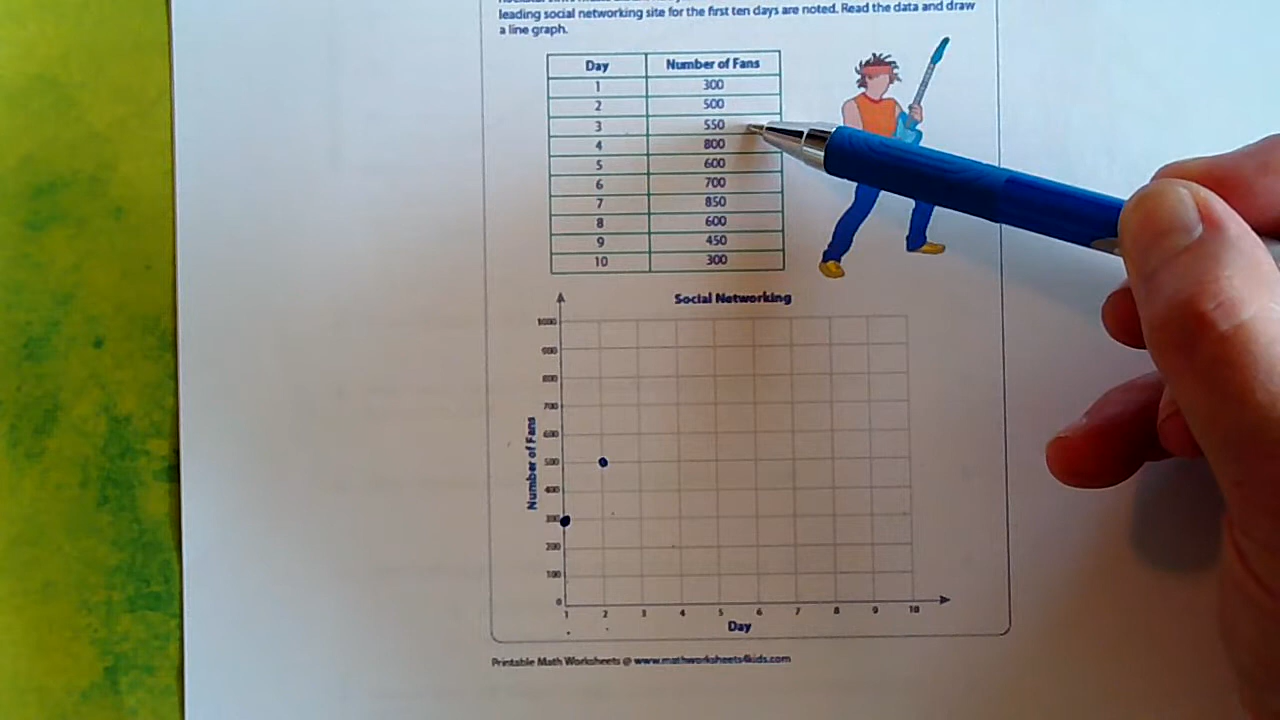 leading social networking site for the first ten days are noted. Read the data and draw
a line graph.
Day Number of Fans
1 300
2 500
3 550
4 800
5 600
6 700
7 850
8 600
9 450
10 300
Social Networking
1000
900
800
700
600
500
400
300
200
100
0
Number of Fans
1 2 3 4 5 6 7 8 9 10
Day
Printable Math Worksheets @ www.mathworksheets4kids.com